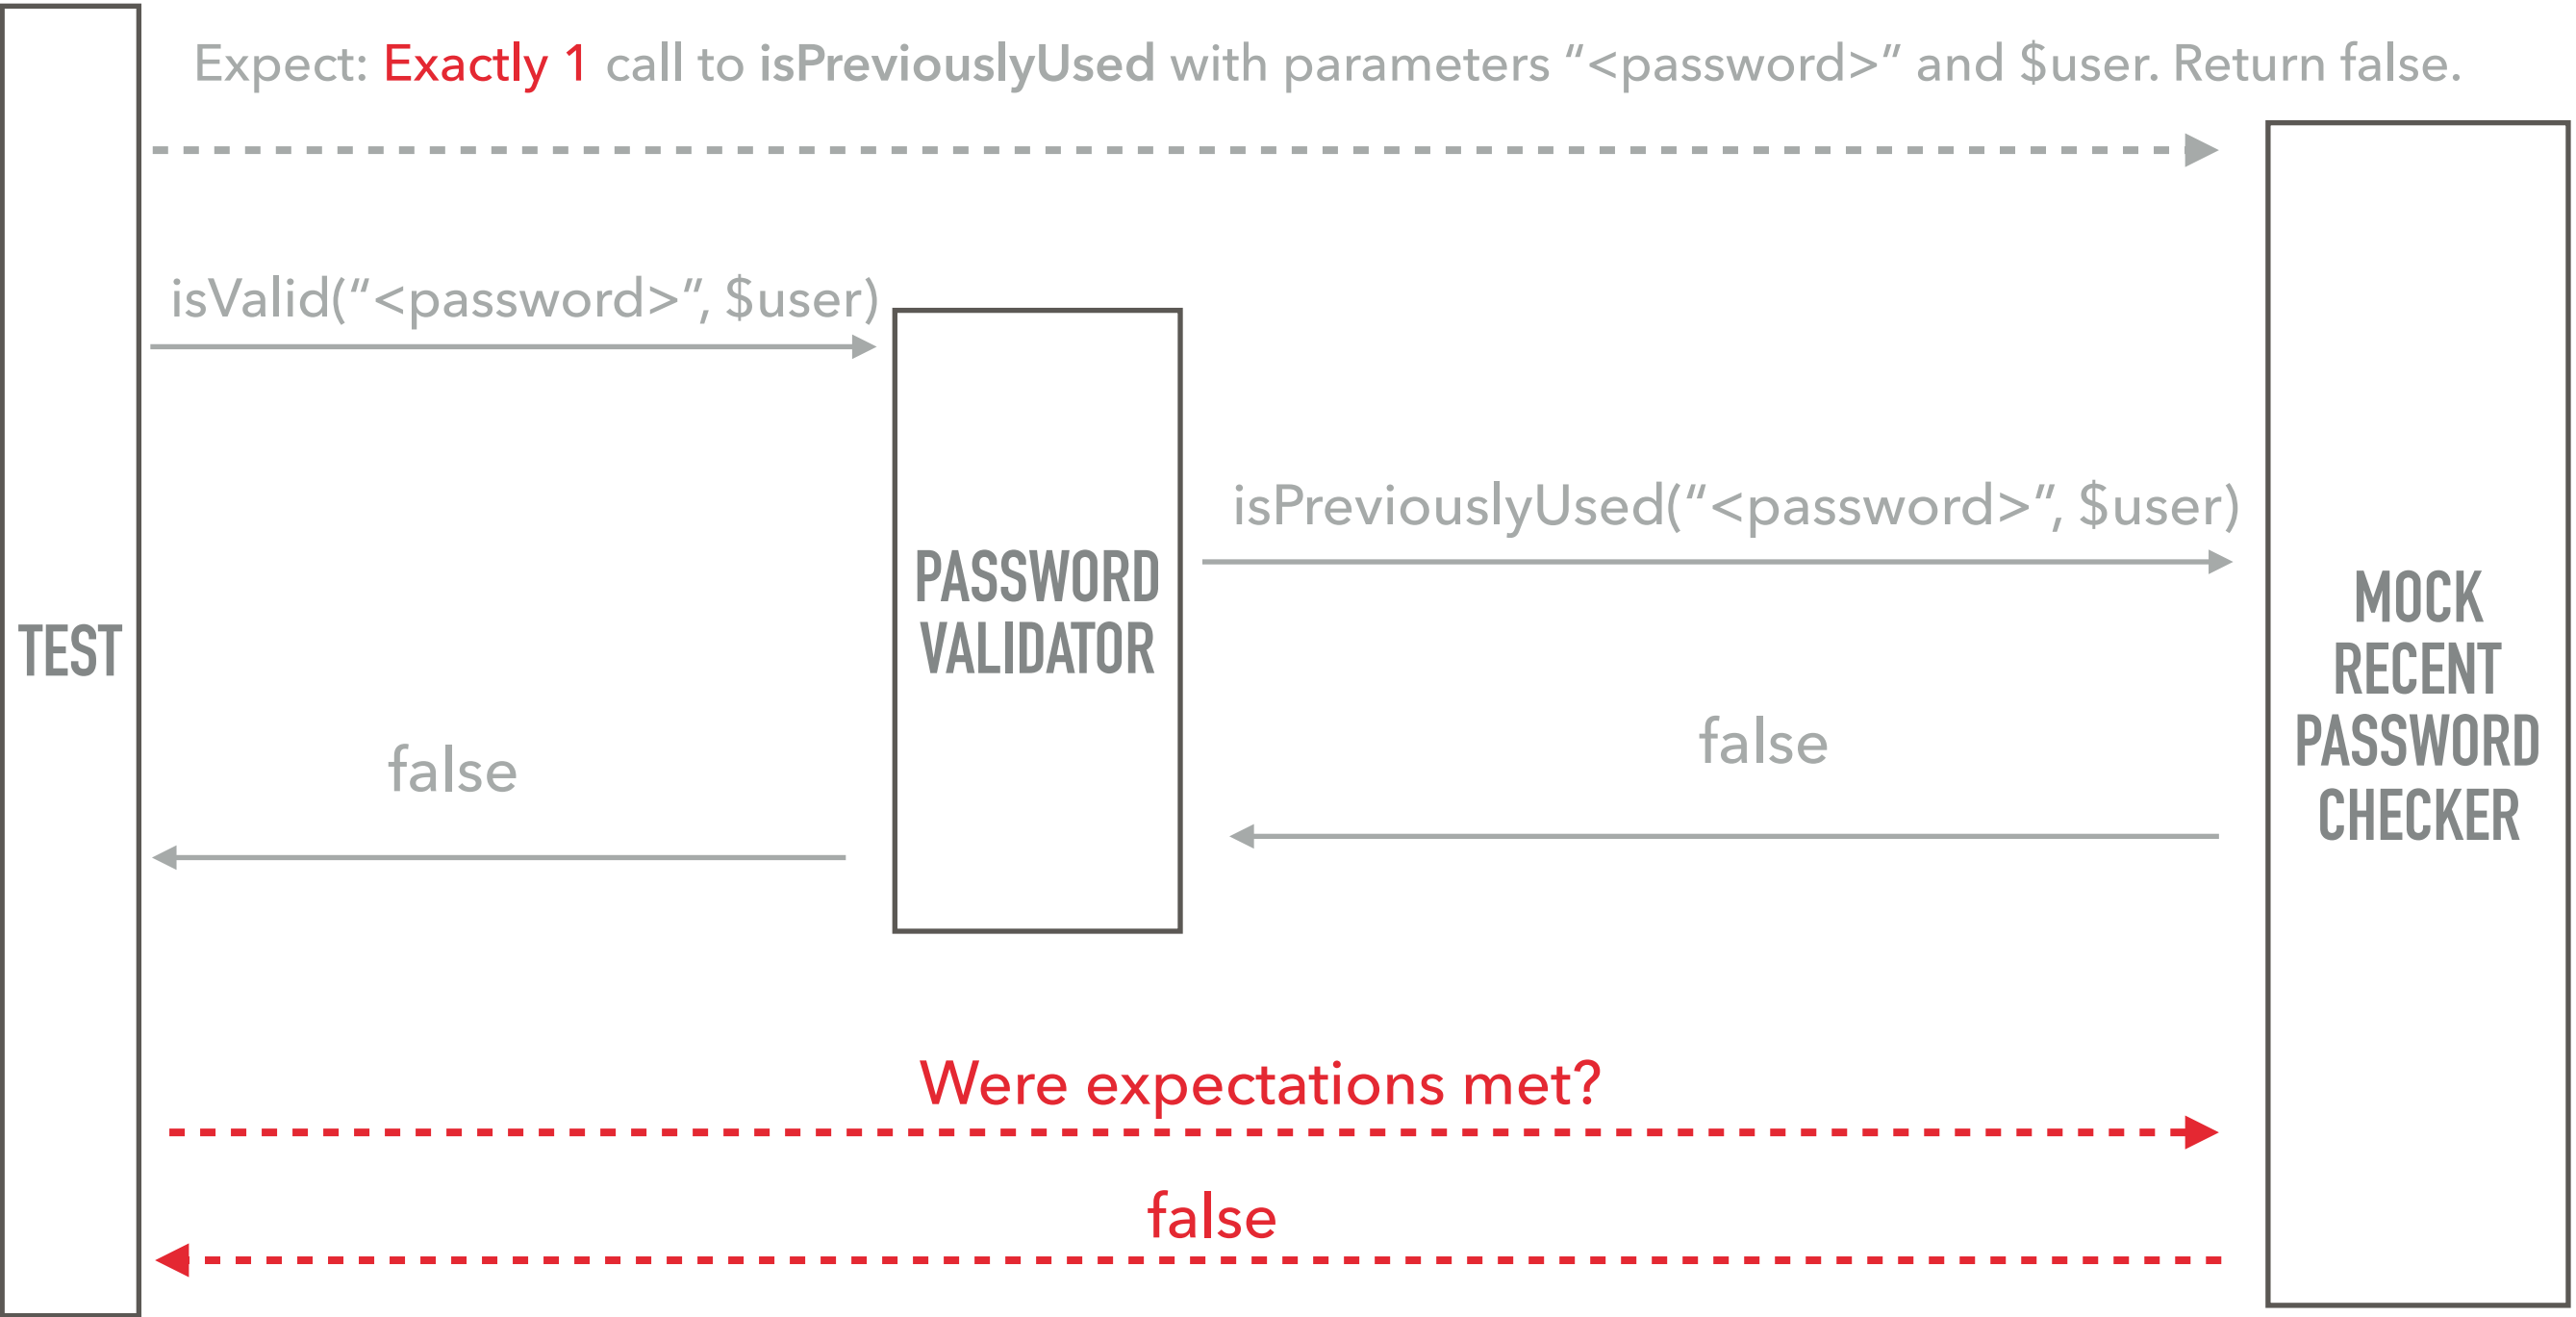 Expect: Exactly 1 call to isPreviouslyUsed with parameters “<password>” and $user. Return false.
isValid(“<password>”, $user)
isPreviouslyUsed(“<password>”, $user)
TEST
PASSWORD
VALIDATOR
MOCK
RECENT
PASSWORD
CHECKER
false
false
Were expectations met?
false